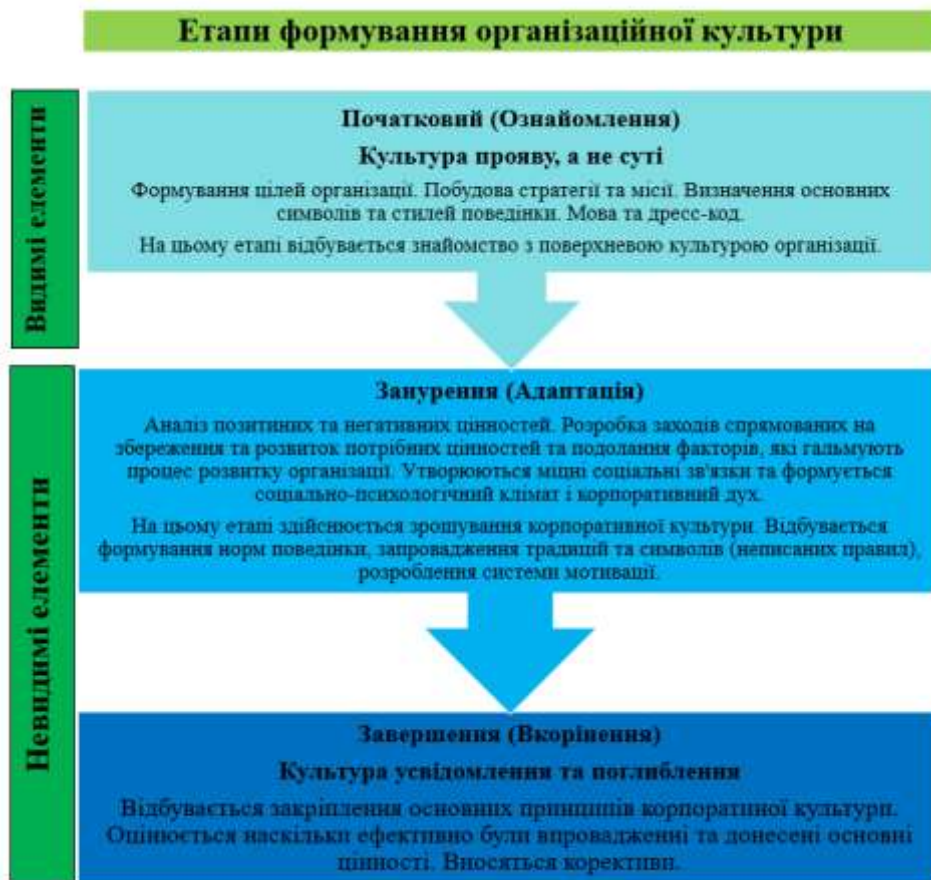 Етапи формування організаційної культури
Видимі елементи
Початковий (Ознайомлення)
Культура прояву, а не суті
Формування цілей організації. Побудова стратегії та місії. Визначення основних
символів та стилей поведінки. Мова та дресс-код.
На цьому етапі відбувається знайомство з поверхневою культурою організації.
Невидимі елементи
Занурення (Адаптація)
Аналіз позитиних та негативних цінностей. Розробка заходів спрямованих на
збереження та розвиток потрібних цінностей та подолання факторів, які гальмують
процес розвитку організації. Утворюються міцні соціальні зв'язки та формується
соціально-психологічний клімат і корпоративний дух.
На цьому етапі здійснюється зрошування корпоративної культури. Відбувається
формування норм поведінки, запровадження традицій та символів (неписаних правил),
розроблення системи мотивації.
Завершення (Вкорінення)
Культура усвідомлення та поглиблення
Відбувається закріплення основних принципів корпоратиної культури.
Оцінюється наскільки ефективно були впровадженні та донесені основні
цінності. Вносяться корективи.